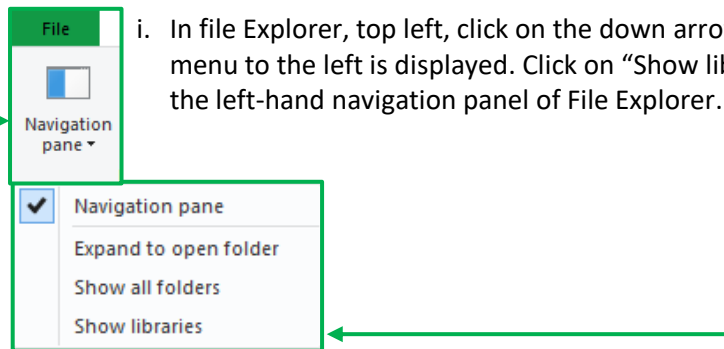 File
Navigation
pane
i. In file Explorer, top left, click on the down
menu to the left is displayed. Click on "Show
the left-hand navigation panel of File Explorer.
Navigation pane
Expand to open folder
Show all folders
Show libraries